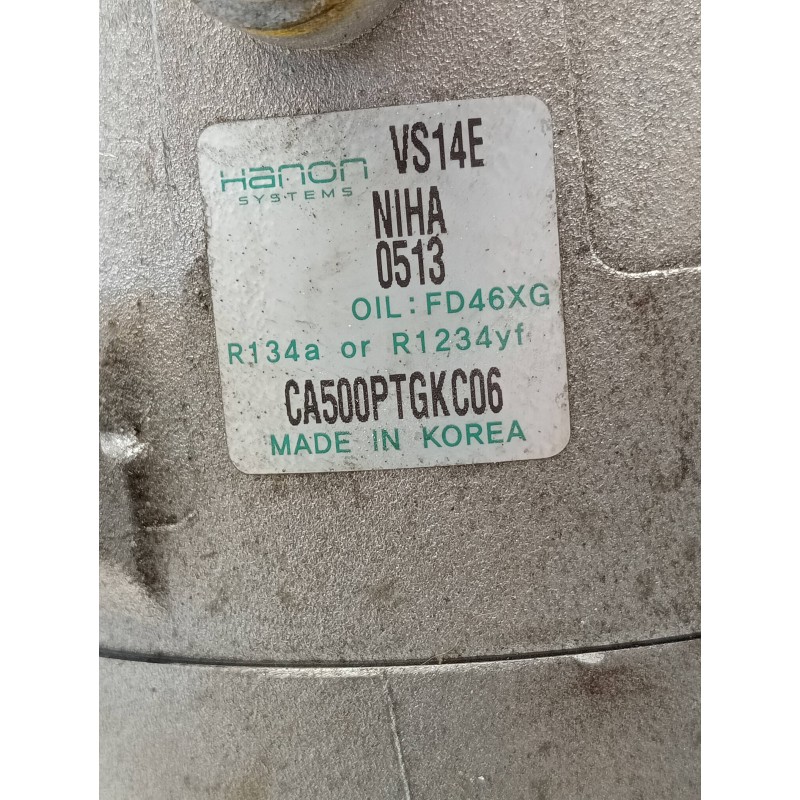 Hanon VS14E
SYSTEMS
NIHA
0513
OIL: FD46XG
R134a or R1234yf
CA500PTGKC06
MADE IN KOREA